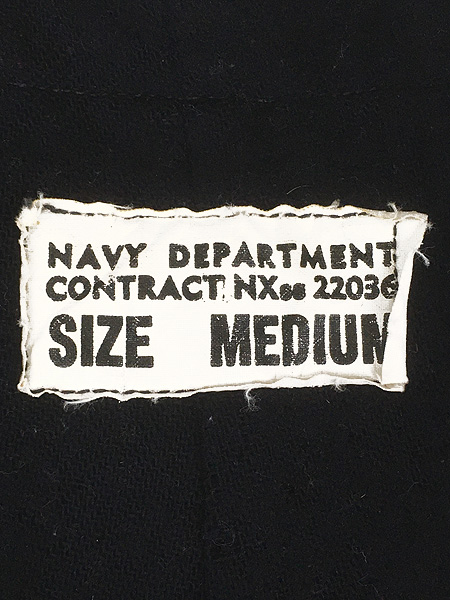 NAVY DEPARTMENT
CONTRACT NXss 22036
SIZE MEDIUM